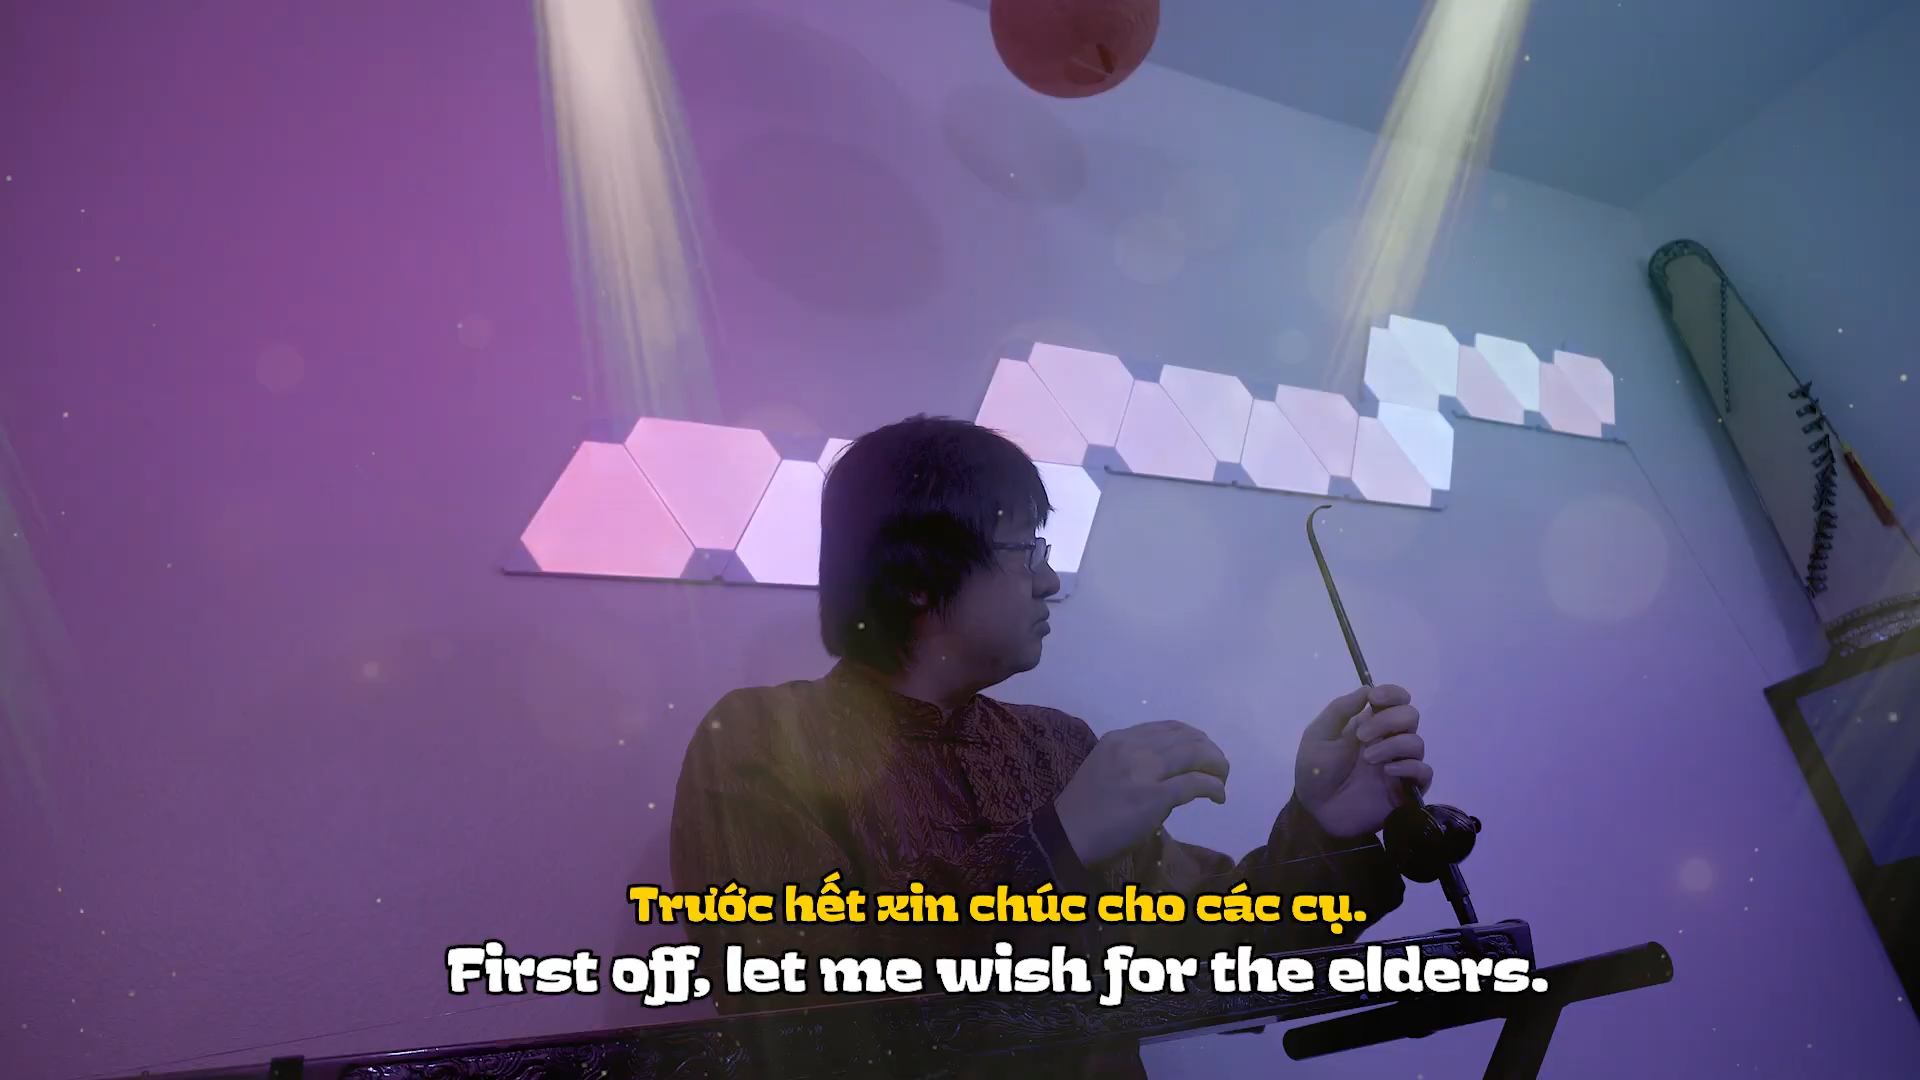 Trước hết xin chúc cho các cụ.
First off, let me wish for the elders.